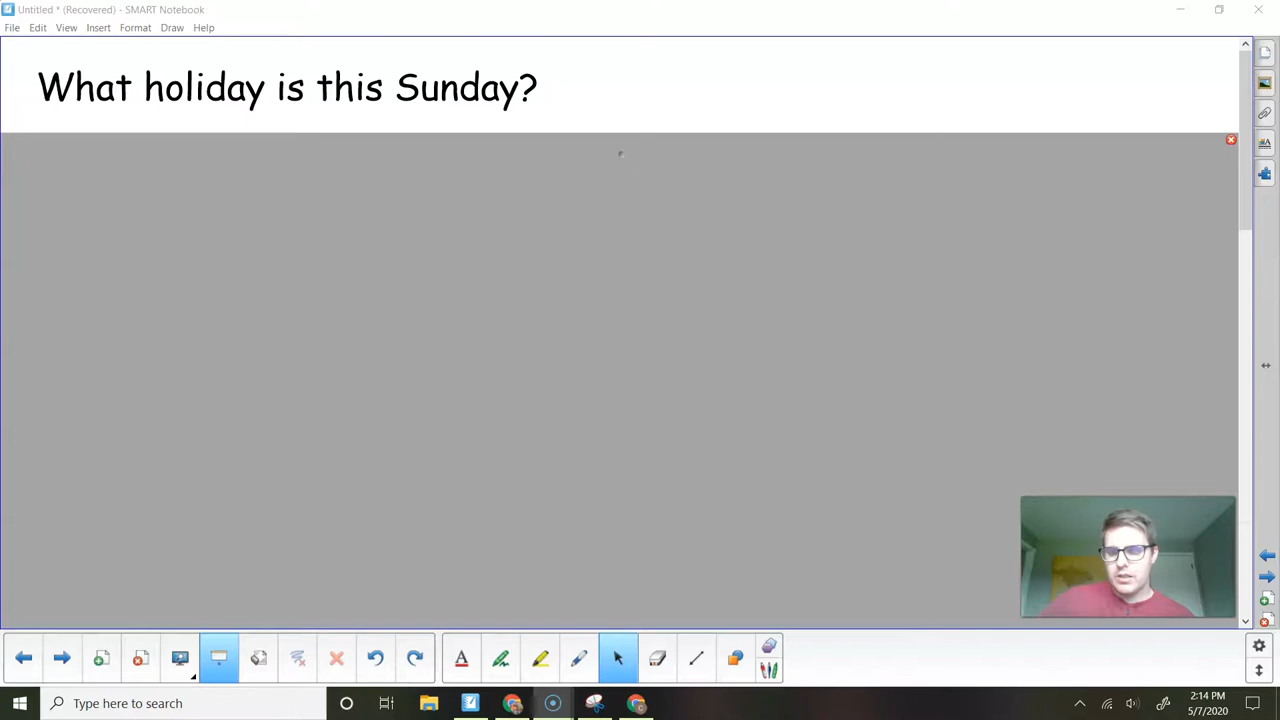 Untitled * (Recovered) - SMART Notebook
File Edit View Insert Format Draw Help
What holiday is this Sunday?
Type here to search
2:14 PM
5/7/2020